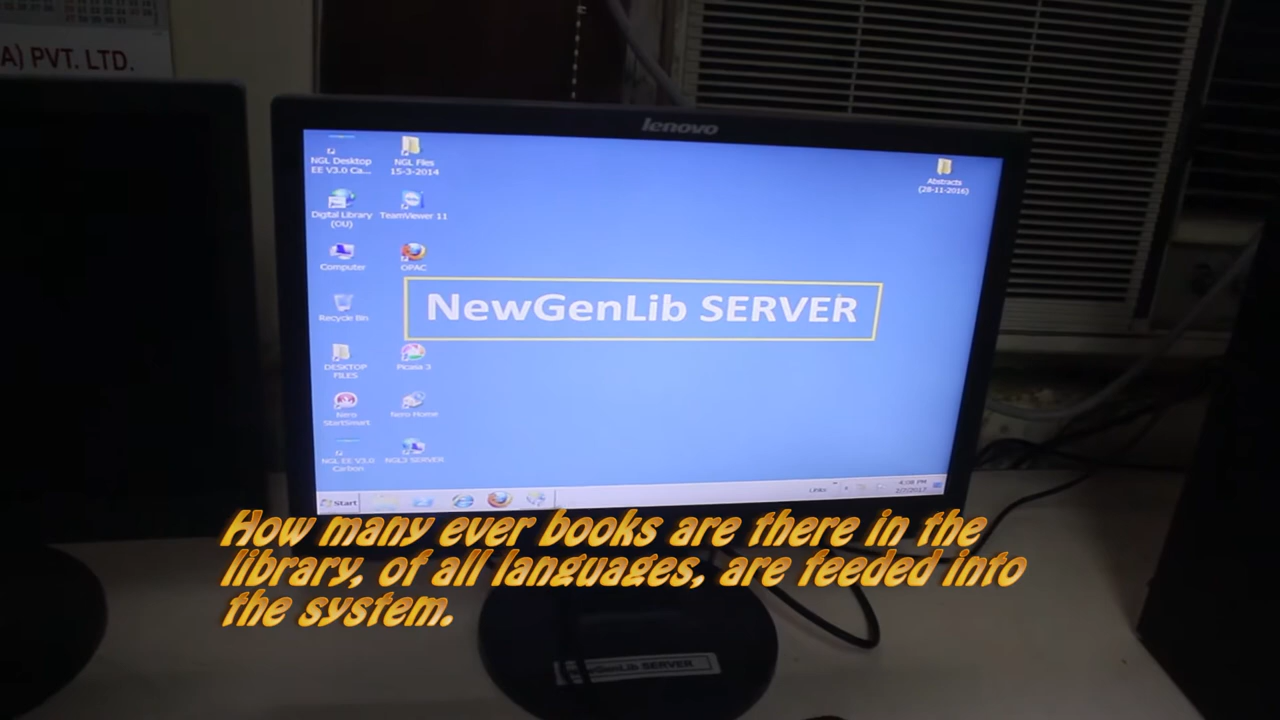 A) PVT. LTD.
lenovo
NGL Desktop
EE V3.0 Ca...
NGL Files
15-3-2014
Abstracts
(28-11-2016)
Digital Library
(OU)
TeamViewer 11
Computer
OPAC
NewGenLib SERVER
Recycle Bin
DESKTOP
FILES
Picasa 3
Nero
StartSmart
Nero Home
NGL EE V3.0
Carbon
NGL3 SERVER
Start
4:08 PM
How many ever books are there in the
library, of all languages, are feeded into
the system.
NewGenLib SERVER